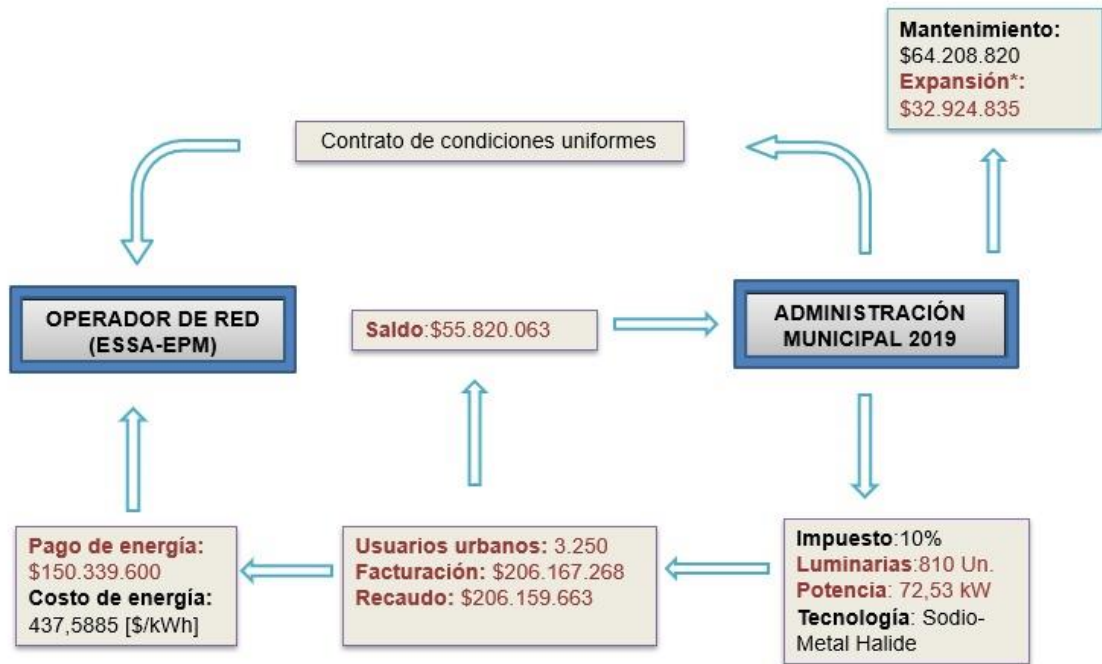 Mantenimiento:
$64.208.820
Expansión*:
$32.924.835
Contrato de condiciones uniformes
OPERADOR DE RED
(ESSA-EPM)
Saldo:$55.820.063
ADMINISTRACIÓN
MUNICIPAL 2019
Pago de energía:
$150.339.600
Costo de energía:
437,5885 [$/kWh]
Usuarios urbanos: 3.250
Facturación: $206.167.268
Recaudo: $206.159.663
Impuesto:10%
Luminarias:810 Un.
Potencia: 72,53 kW
Tecnología: Sodio-
Metal Halide